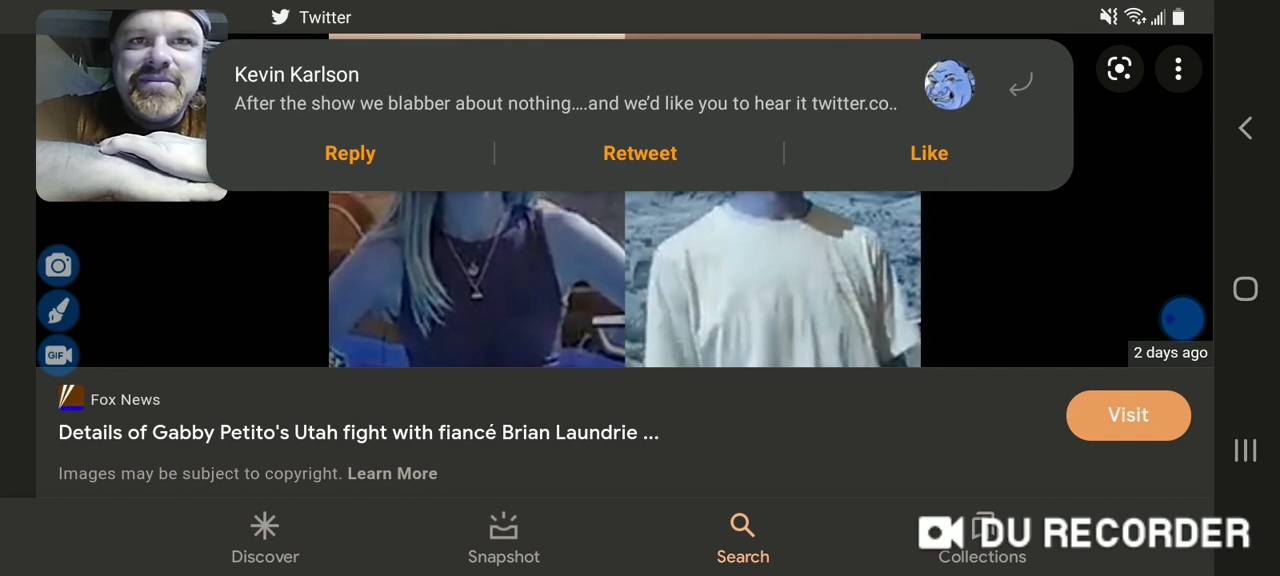 Twitter
Kevin Karlson
After the show we blabber about nothing....and we'd like you to hear it twitter.co..
Reply
Retweet
Like
GIF
2 days ago
Fox News
Details of Gabby Petito's Utah fight with fiancé Brian Laundrie ...
Visit
Images may be subject to copyright. Learn More
Discover
Snapshot
Search
Collections
DU RECORDER